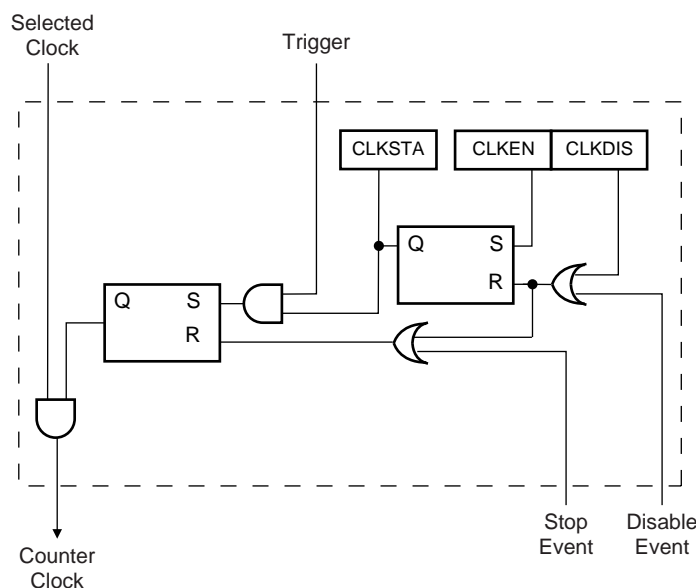 Selected
Clock
Trigger
CLKSTA
CLKEN
CLKDIS
Q
S
R
Q
S
R
Stop
Event
Disable
Event
Counter
Clock